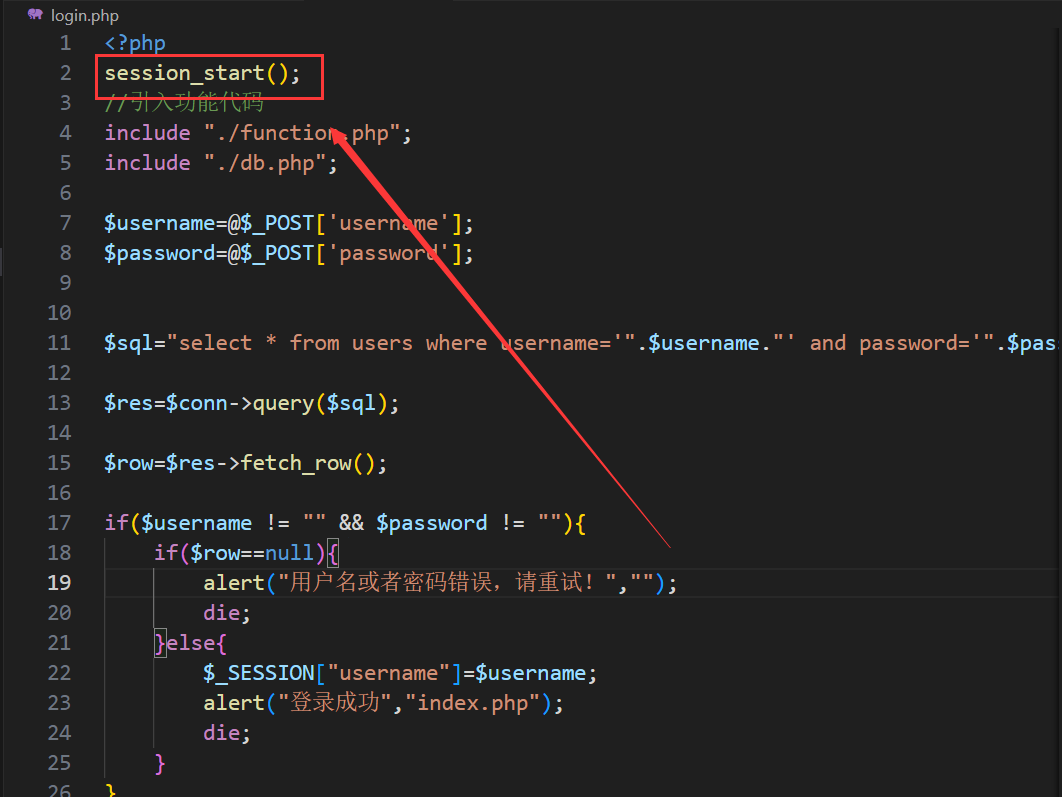 login.php
1 <?php
2 session_start();
3 //引入功能代码
4 include "./function.php";
5 include "./db.php";
6
7 $username=@$_POST['username'];
8 $password=@$_POST['password'];
9
10
11 $sql="select * from users where username='".$username."' and password='".$pas
12
13 $res=$conn->query($sql);
14
15 $row=$res->fetch_row();
16
17 if($username != "" && $password != ""){
18 if($row==null){
19 alert("用户名或者密码错误，请重试！","");
20 die;
21 }else{
22 $_SESSION["username"]=$username;
23 alert("登录成功","index.php");
24 die;
25 }
26 }